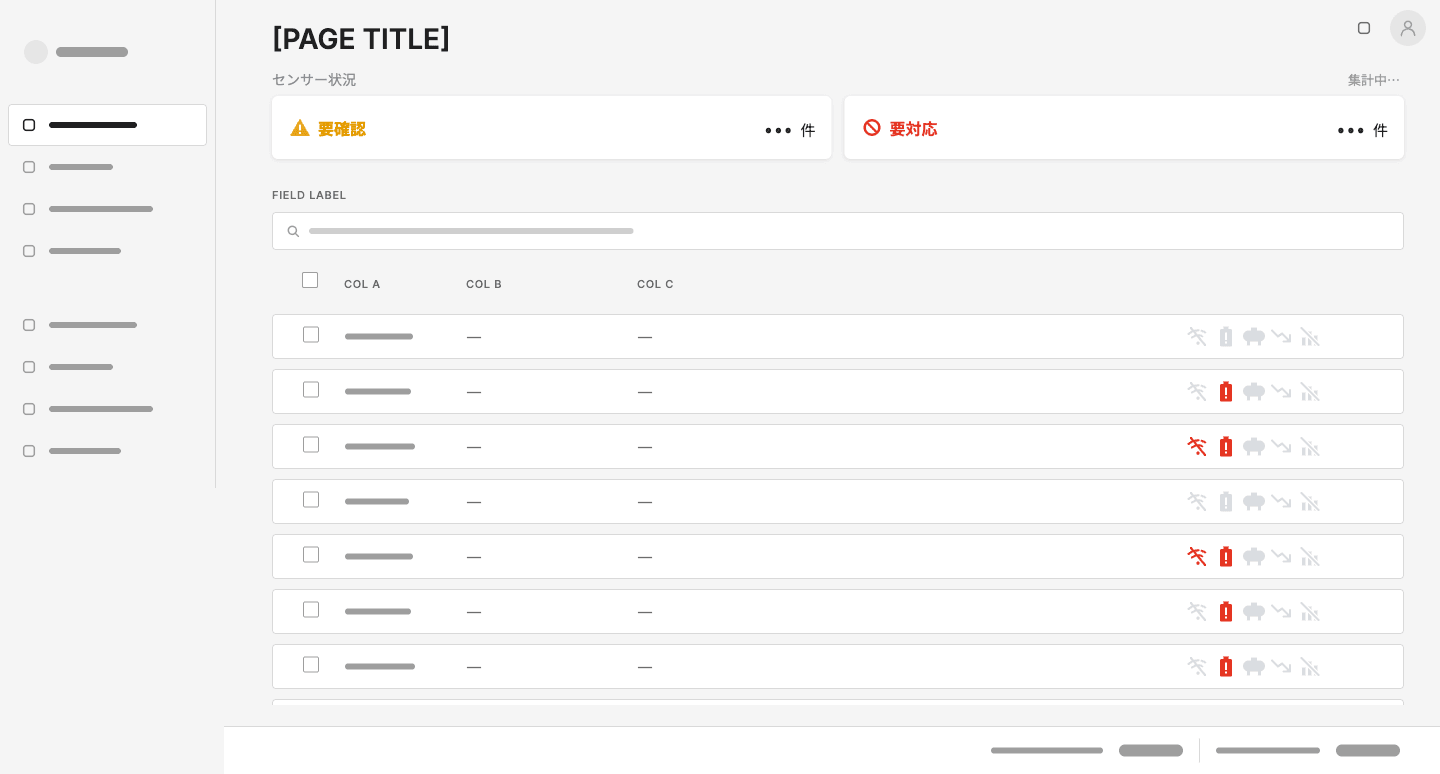 [PAGE TITLE]
センサー状況
集計中…
要確認
••• 件
要対応
••• 件
FIELD LABEL
COL A
COL B
COL C
— —
— —
— —
— —
— —
— —
— —